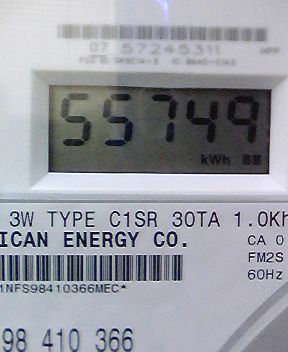 07 57245311
55749
kWh
3W TYPE C1SR 30TA 1.0Kh
ICAN ENERGY CO.
CA 0
FM2S
60Hz
1NFS98410366MEC*
98 410 366